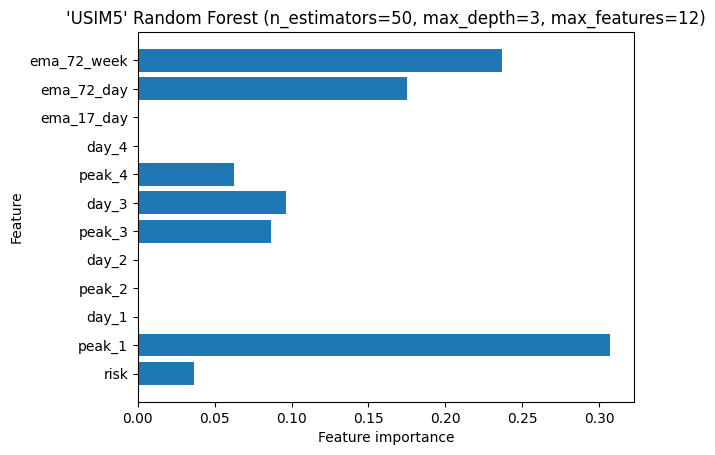 'USIM5' Random Forest (n_estimators=50, max_depth=3, max_features=12)
ema_72_week
ema_72_day
ema_17_day
day_4
peak_4
day_3
peak_3
day_2
peak_2
day_1
peak_1
risk
Feature
0.00 0.05 0.10 0.15 0.20 0.25 0.30
Feature importance